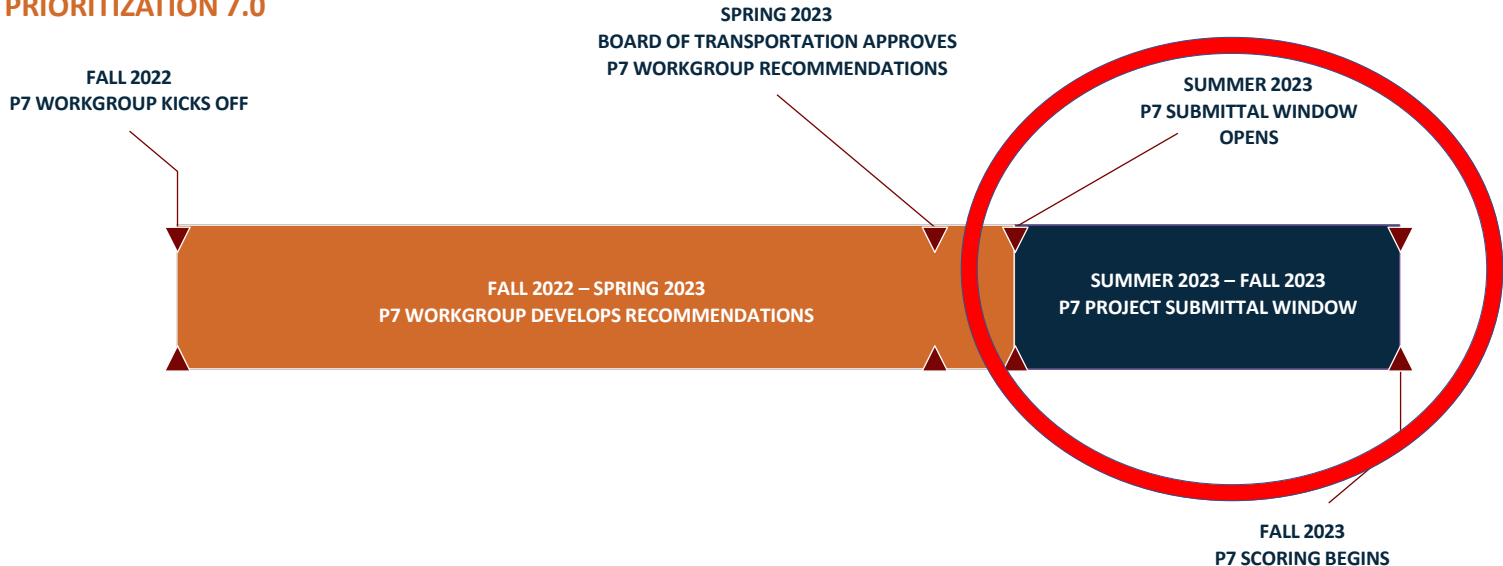 PRIORITIZATION 7.0
SPRING 2023
BOARD OF TRANSPORTATION APPROVES
P7 WORKGROUP RECOMMENDATIONS
FALL 2022
P7 WORKGROUP KICKS OFF
SUMMER 2023
P7 SUBMITTAL WINDOW
OPENS
FALL 2022 – SPRING 2023
P7 WORKGROUP DEVELOPS RECOMMENDATIONS
SUMMER 2023 – FALL 2023
P7 PROJECT SUBMITTAL WINDOW
FALL 2023
P7 SCORING BEGINS